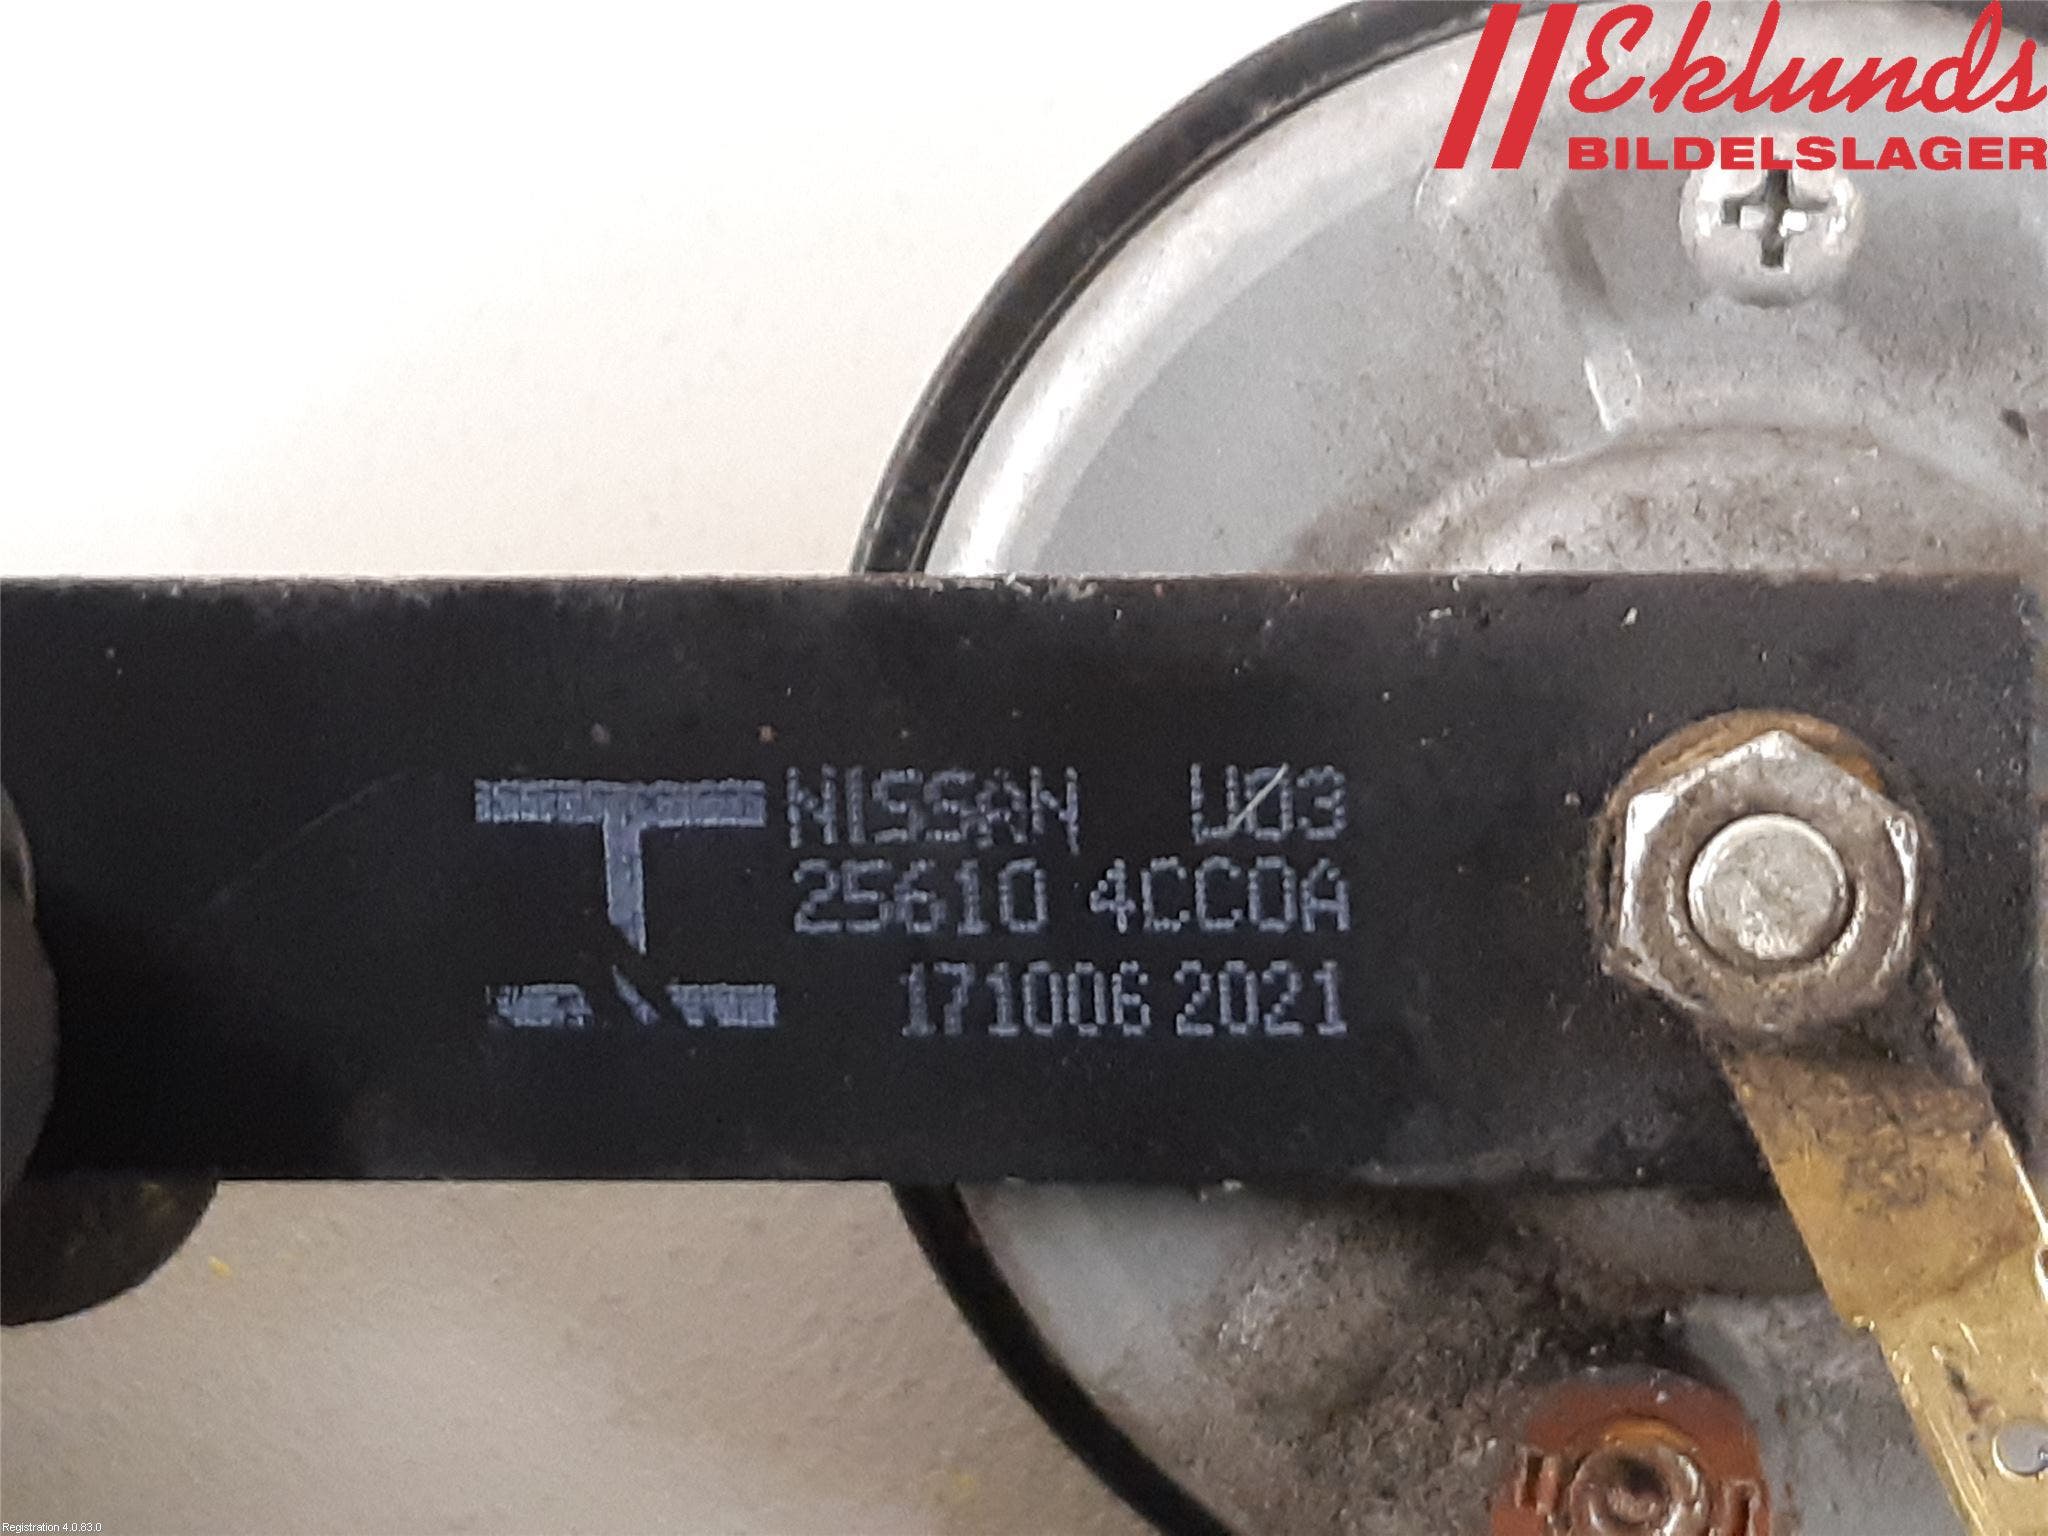 Eklunds
BILDELSLAGER
NISSAN U03
25610 4CC0A
171006 2021
Registration 4.0.83.0